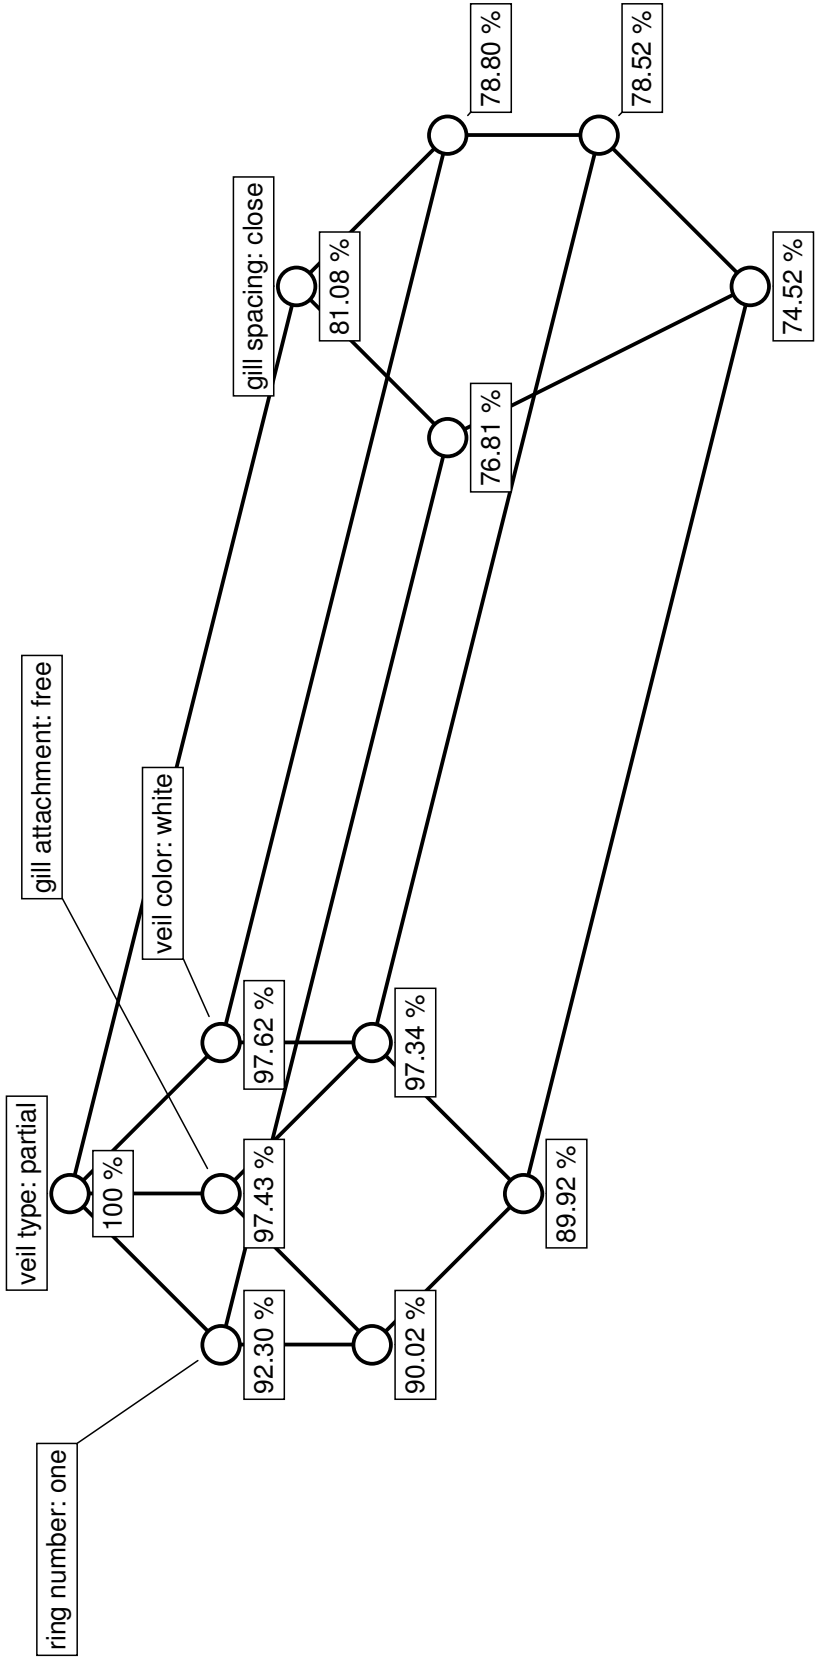 veil type: partial
100 %
gill attachment: free
veil color: white
ring number: one
97.62 %
97.43 %
92.30 %
97.34 %
90.02 %
89.92 %
gill spacing: close
81.08 %
78.80 %
76.81 %
78.52 %
74.52 %